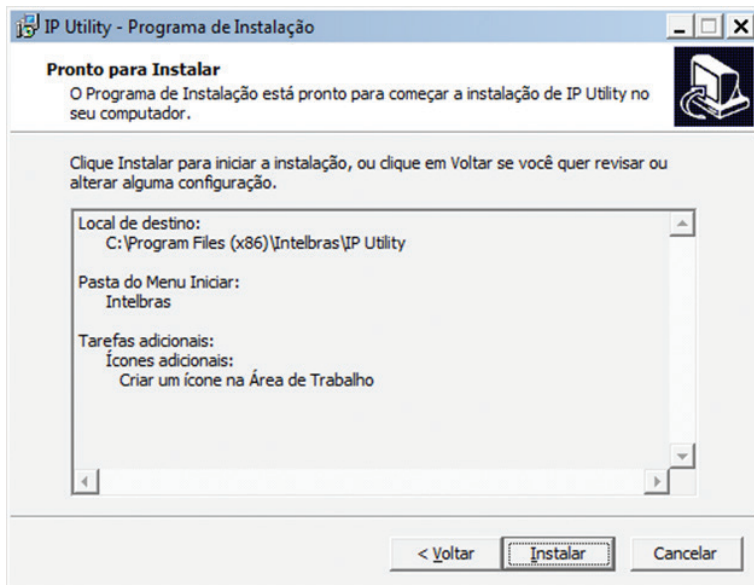 IP Utility - Programa de Instalação
Pronto para Instalar
O Programa de Instalação está pronto para começar a instalação de IP Utility no
seu computador.
Clique Instalar para iniciar a instalação, ou clique em Voltar se você quer revisar ou
alterar alguma configuração.
Local de destino:
C:\Program Files (x86)\Intelbras\IP Utility
Pasta do Menu Iniciar:
Intelbras
Tarefas adicionais:
Ícones adicionais:
Criar um ícone na Área de Trabalho
< Voltar
Instalar
Cancelar